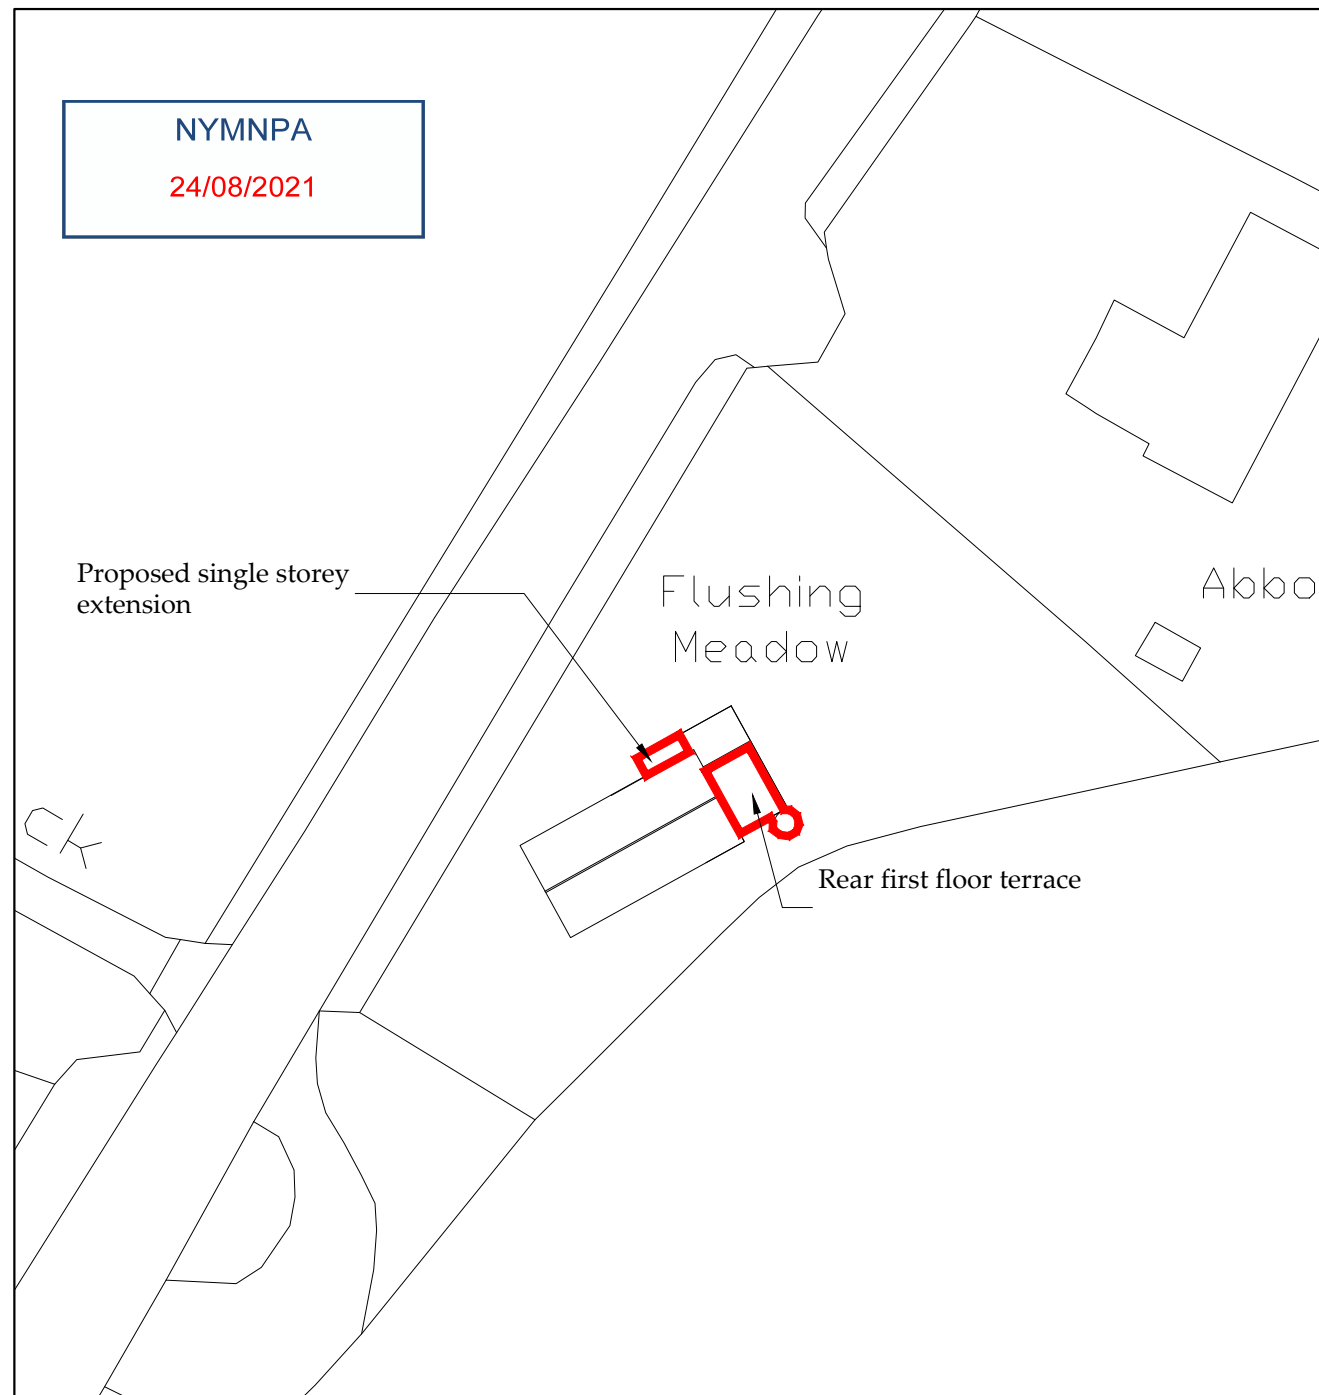 NYMNPA
24/08/2021
Proposed single storey
extension
Flushing
Meadow
Abbo
ck
Rear first floor terrace